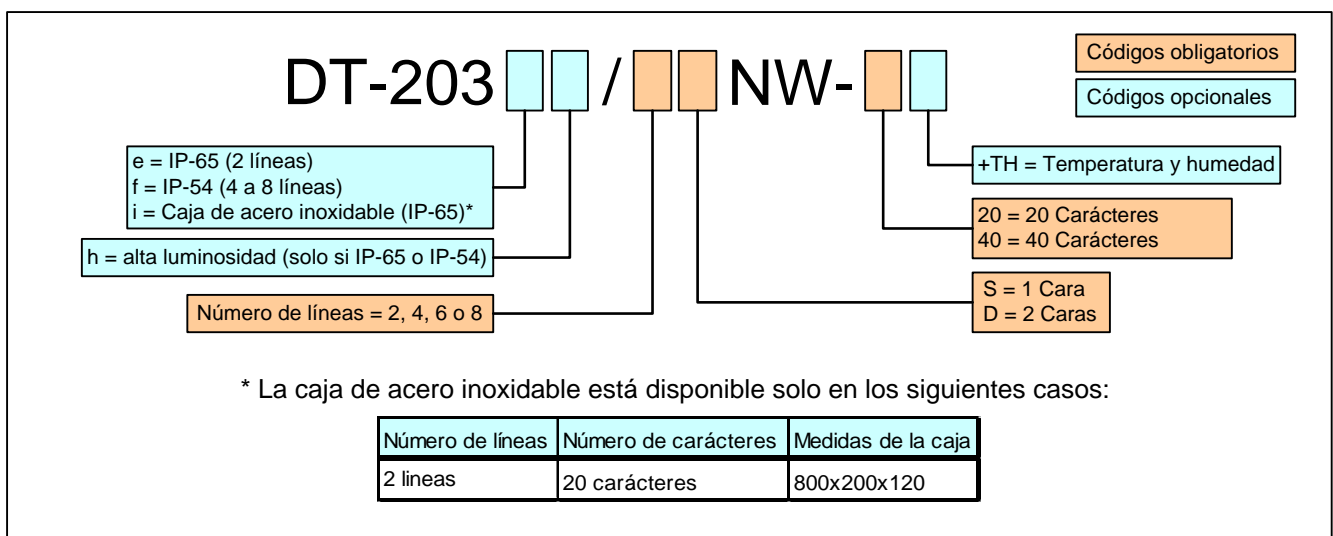 DT-203 / NW-
Códigos obligatorios
Códigos opcionales
e = IP-65 (2 líneas)
f = IP-54 (4 a 8 líneas)
i = Caja de acero inoxidable (IP-65)*
+TH = Temperatura y humedad
20 = 20 Carácteres
40 = 40 Carácteres
h = alta luminosidad (solo si IP-65 o IP-54)
S = 1 Cara
D = 2 Caras
Número de líneas = 2, 4, 6 o 8
* La caja de acero inoxidable está disponible solo en los siguientes casos:
Número de líneas Número de carácteres Medidas de la caja
2 lineas 20 carácteres 800x200x120